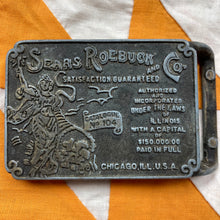 SEARS, ROEBUCK AND Co.
SATISFACTION GUARANTEED
CATALOGUE
No 104
AUTHORIZED
AND
INCORPORATED
UNDER THE LAWS
OF
ILLINOIS
WITH A CAPITAL
OF
$150,000.00
PAID IN FULL
CHICAGO, ILL. U.S.A.